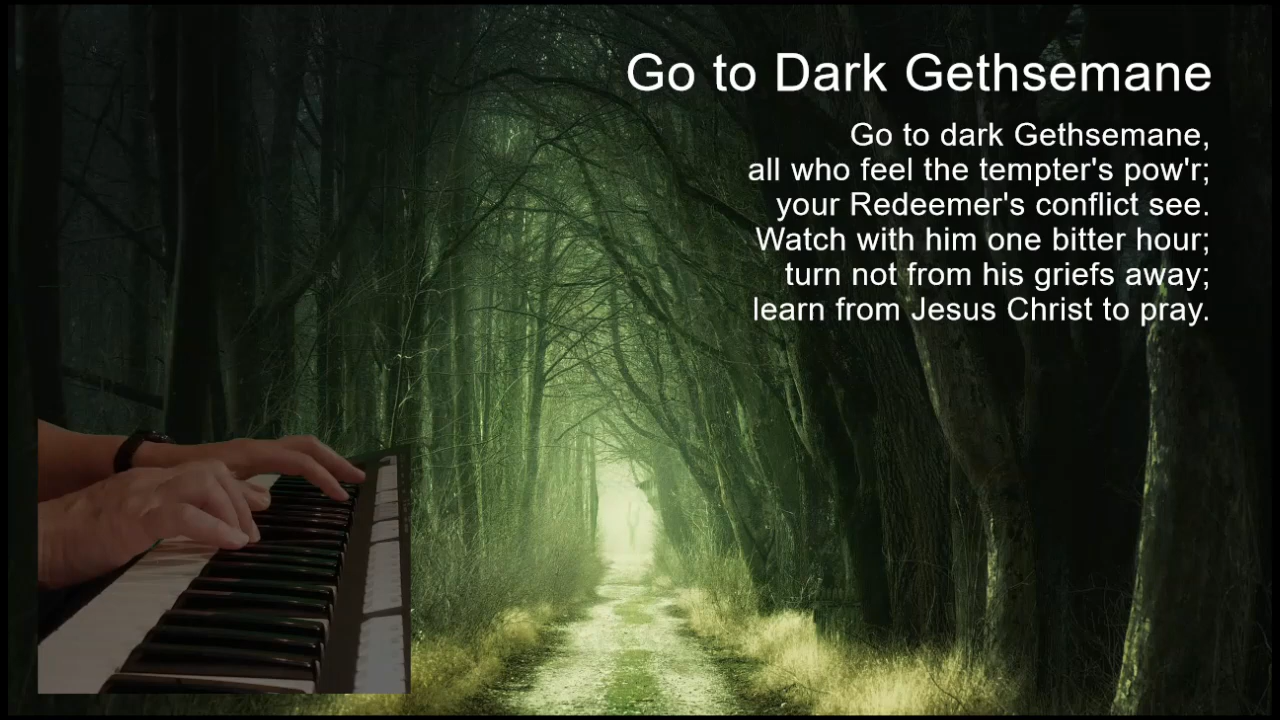 Go to Dark Gethsemane
Go to dark Gethsemane,
all who feel the tempter's pow'r;
your Redeemer's conflict see.
Watch with him one bitter hour;
turn not from his griefs away;
learn from Jesus Christ to pray.